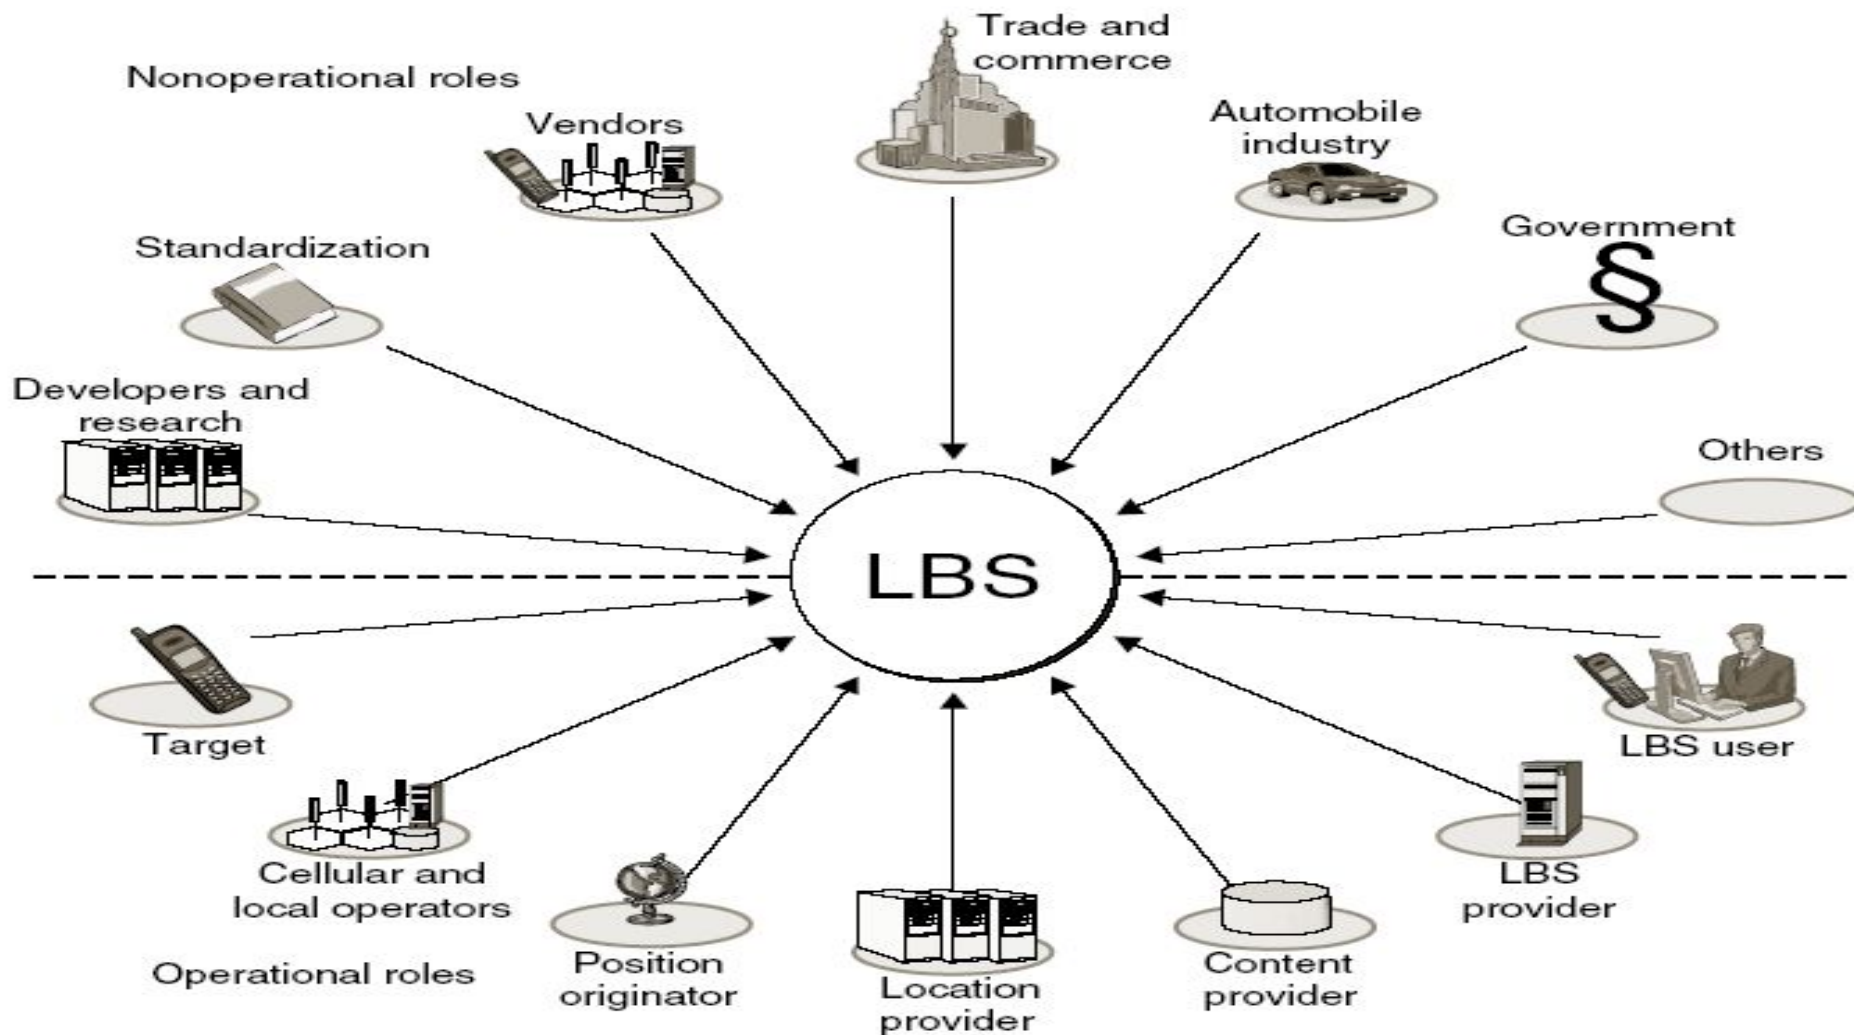 Trade and
commerce
Nonoperational roles
Vendors
Automobile
industry
Government
§
Standardization
Developers and
research
Others
LBS
Target
LBS user
Cellular and
local operators
LBS
provider
Position
originator
Content
provider
Location
provider
Operational roles